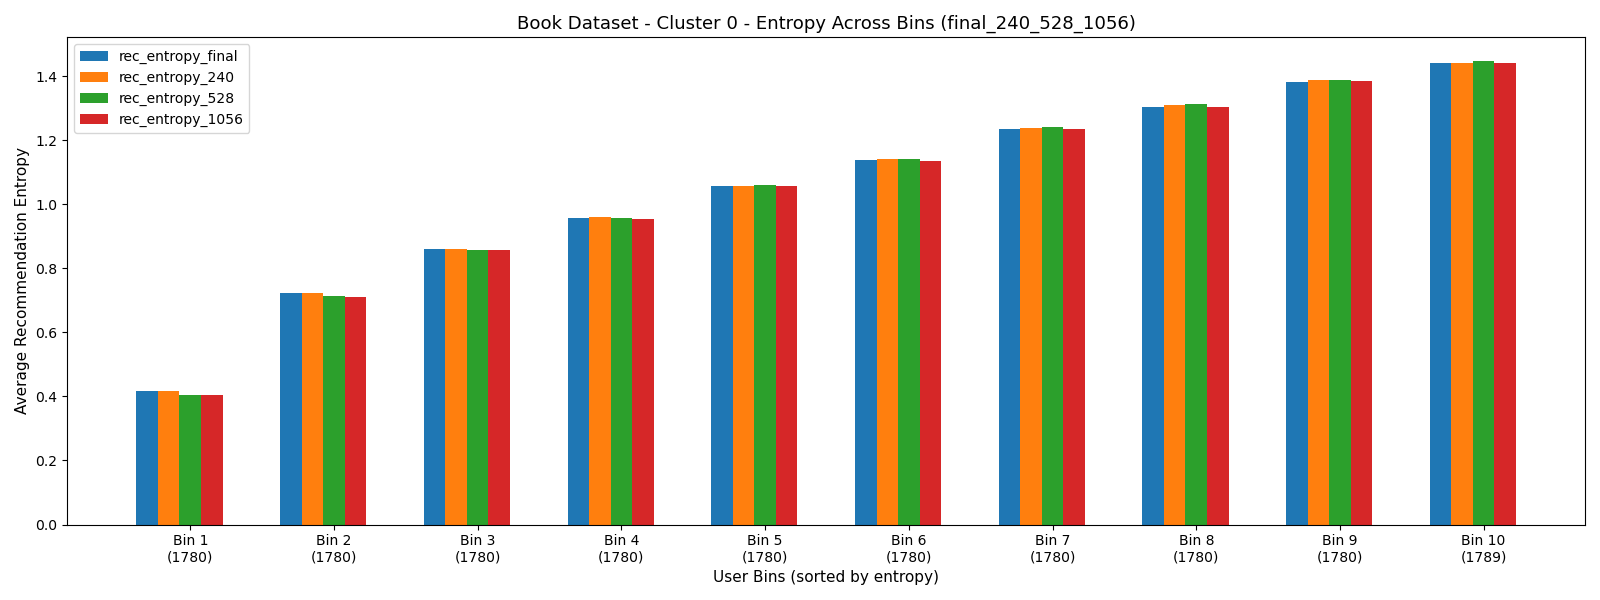 Book Dataset - Cluster 0 - Entropy Across Bins (final_240_528_1056)
rec_entropy_final
rec_entropy_240
rec_entropy_528
rec_entropy_1056
Average Recommendation Entropy
1.4
1.2
1.0
0.8
0.6
0.4
0.2
0.0
Bin 1 Bin 2 Bin 3 Bin 4 Bin 5 Bin 6 Bin 7 Bin 8 Bin 9 Bin 10
(1780) (1780) (1780) (1780) (1780) (1780) (1780) (1780) (1780) (1789)
User Bins (sorted by entropy)